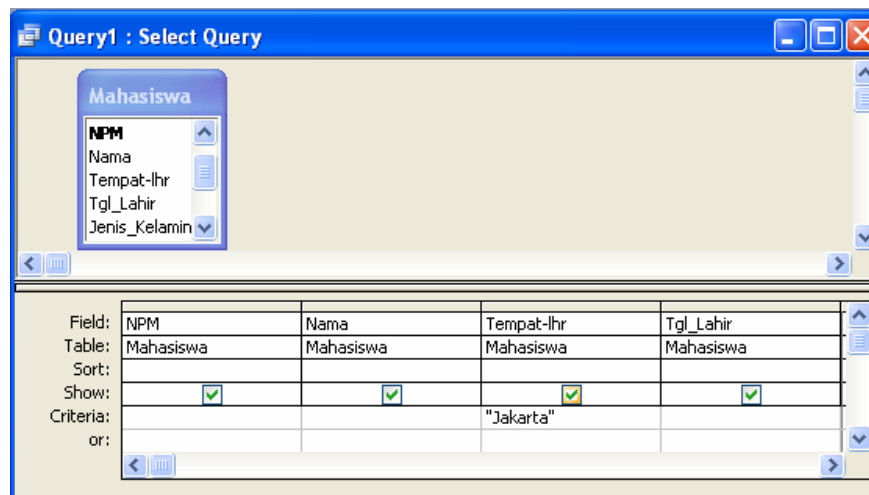 Query1 : Select Query
Mahasiswa
NPM
Nama
Tempat-lhr
Tgl_Lahir
Jenis_Kelamin
Field: NPM Nama Tempat-lhr Tgl_Lahir
Table: Mahasiswa Mahasiswa Mahasiswa Mahasiswa
Sort:
Show:
Criteria: "Jakarta"
or: